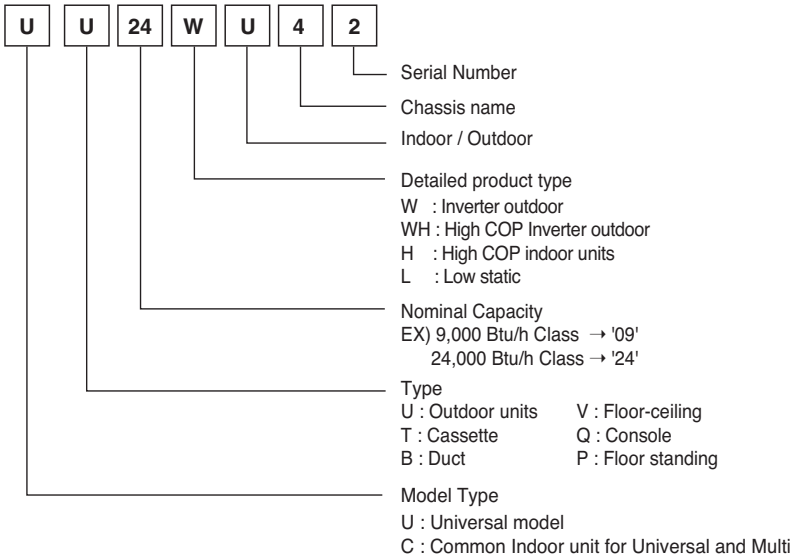 U U 24 W U 4 2
Serial Number
Chassis name
Indoor / Outdoor
Detailed product type
W : Inverter outdoor
WH : High COP Inverter outdoor
H : High COP indoor units
L : Low static
Nominal Capacity
EX) 9,000 Btu/h Class → '09'
24,000 Btu/h Class → '24'
Type
U : Outdoor units V : Floor-ceiling
T : Cassette Q : Console
B : Duct P : Floor standing
Model Type
U : Universal model
C : Common Indoor unit for Universal and Multi